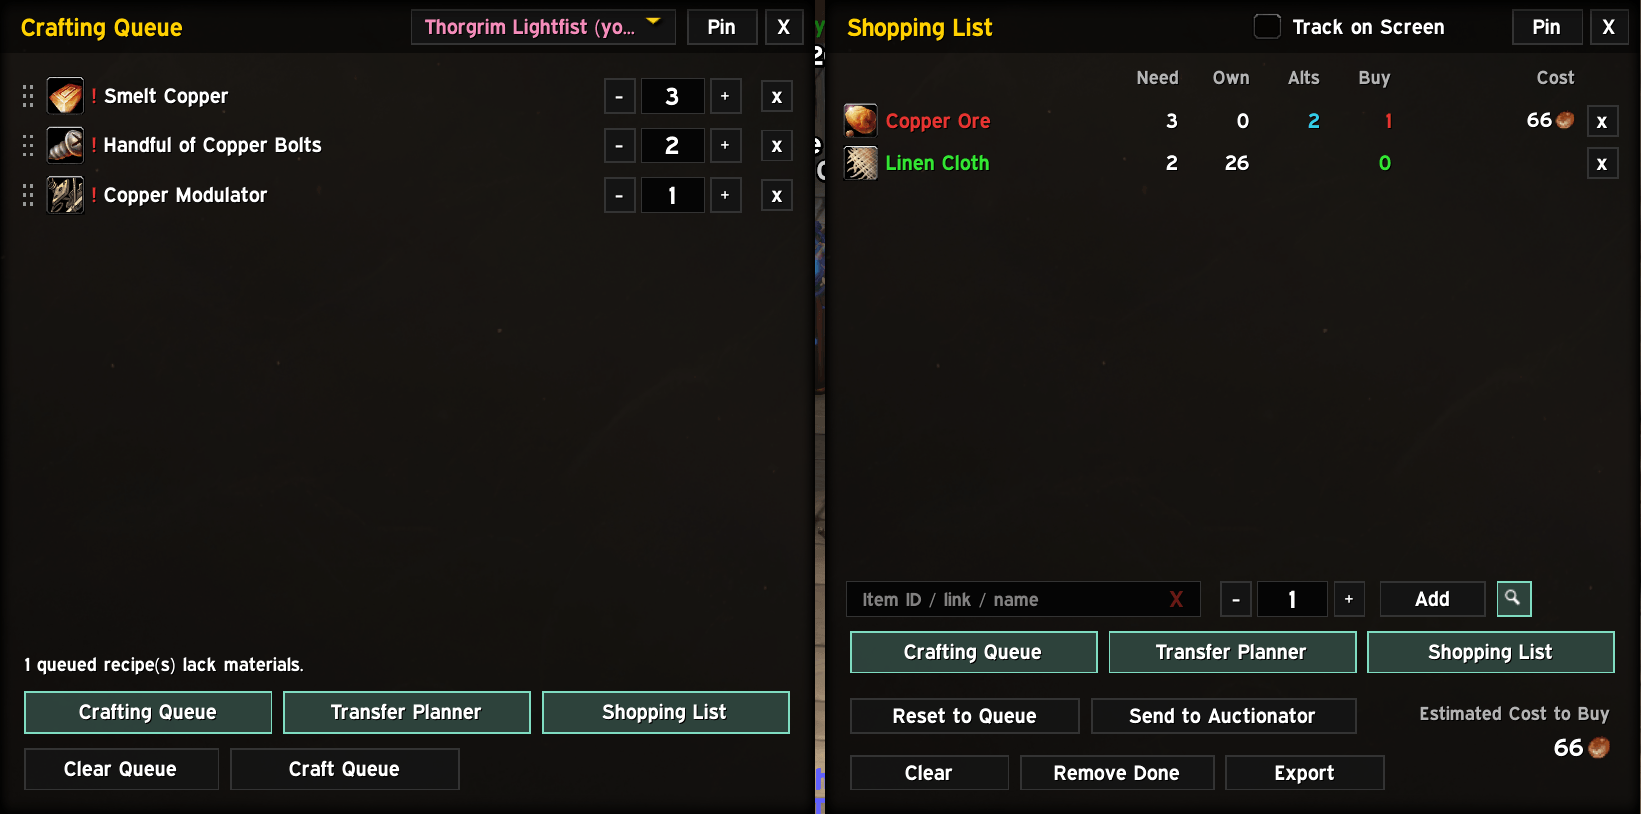 Crafting Queue
Thorgrim Lightfist (yo...
Pin
X
! Smelt Copper - 3 + x
! Handful of Copper Bolts - 2 + x
! Copper Modulator - 1 + x
1 queued recipe(s) lack materials.
Crafting Queue Transfer Planner Shopping List
Clear Queue Craft Queue
Shopping List
Track on Screen
Pin
X
Need Own Alts Buy Cost
Copper Ore 3 0 2 1 66 x
Linen Cloth 2 26 0 x
Item ID / link / name X - 1 + Add
Crafting Queue Transfer Planner Shopping List
Reset to Queue Send to Auctionator Estimated Cost to Buy
66
Clear Remove Done Export